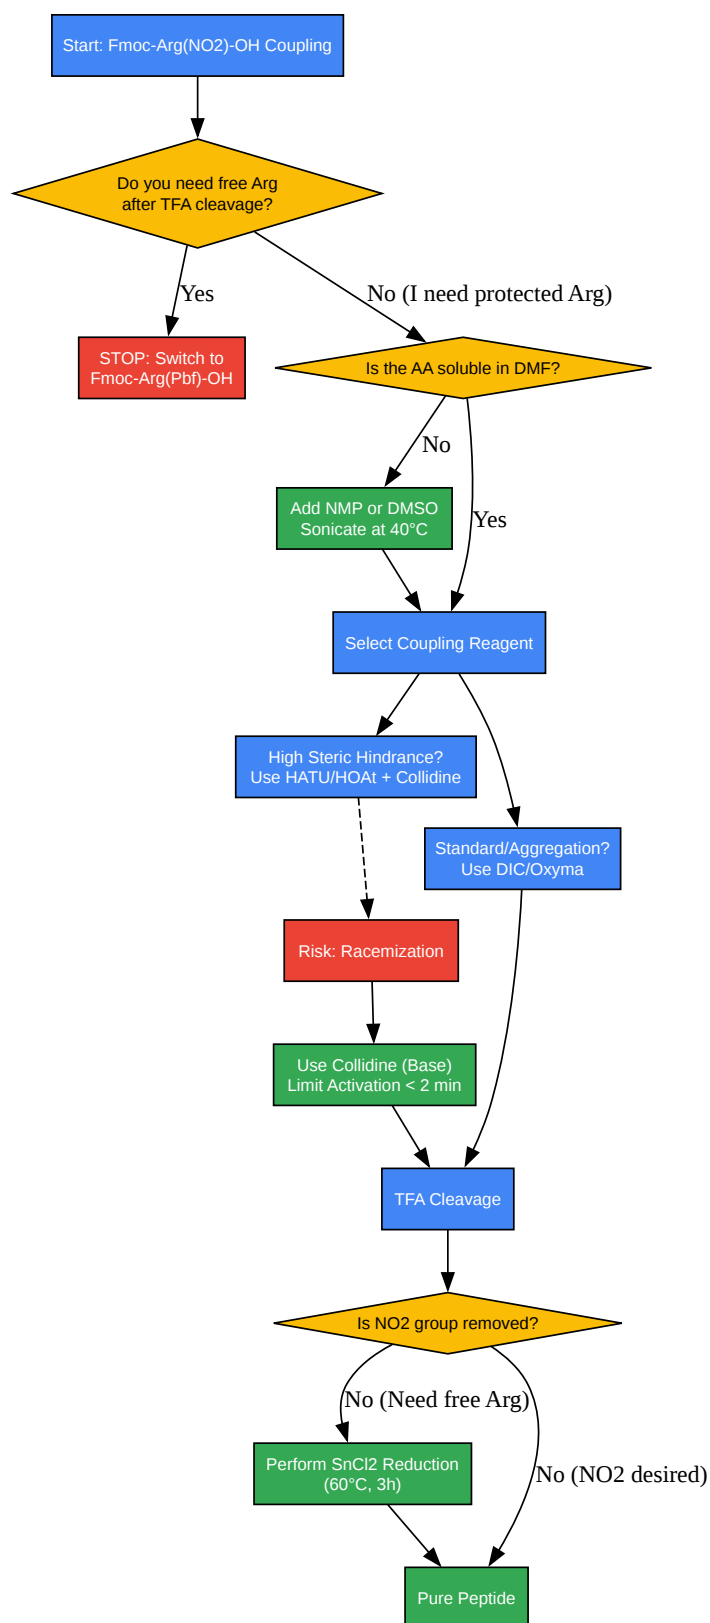 Start: Fmoc-Arg(NO2)-OH Coupling
Do you need free Arg
after TFA cleavage?
Yes
No (I need protected Arg)
STOP: Switch to
Fmoc-Arg(Pbf)-OH
Is the AA soluble in DMF?
No
Add NMP or DMSO
Sonicate at 40°C
Yes
Select Coupling Reagent
High Steric Hindrance?
Use HATU/HOAt + Collidine
Standard/Aggregation?
Use DIC/Oxyma
Risk: Racemization
Use Collidine (Base)
Limit Activation < 2 min
TFA Cleavage
Is NO2 group removed?
No (Need free Arg)
Perform SnCl2 Reduction
(60°C, 3h)
No (NO2 desired)
Pure Peptide